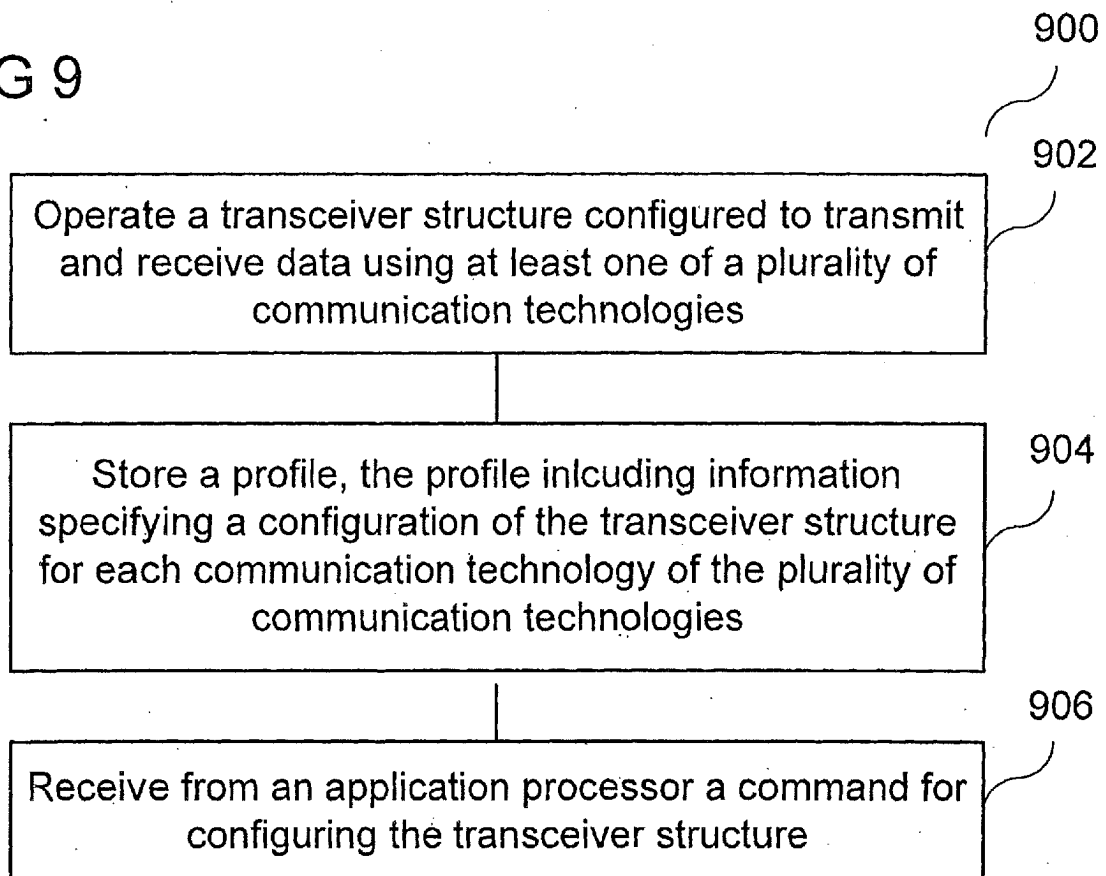 900
G 9
902
Operate a transceiver structure configured to transmit
and receive data using at least one of a plurality of
communication technologies
904
Store a profile, the profile inlcuding information
specifying a configuration of the transceiver structure
for each communication technology of the plurality of
communication technologies
906
Receive from an application processor a command for
configuring the transceiver structure